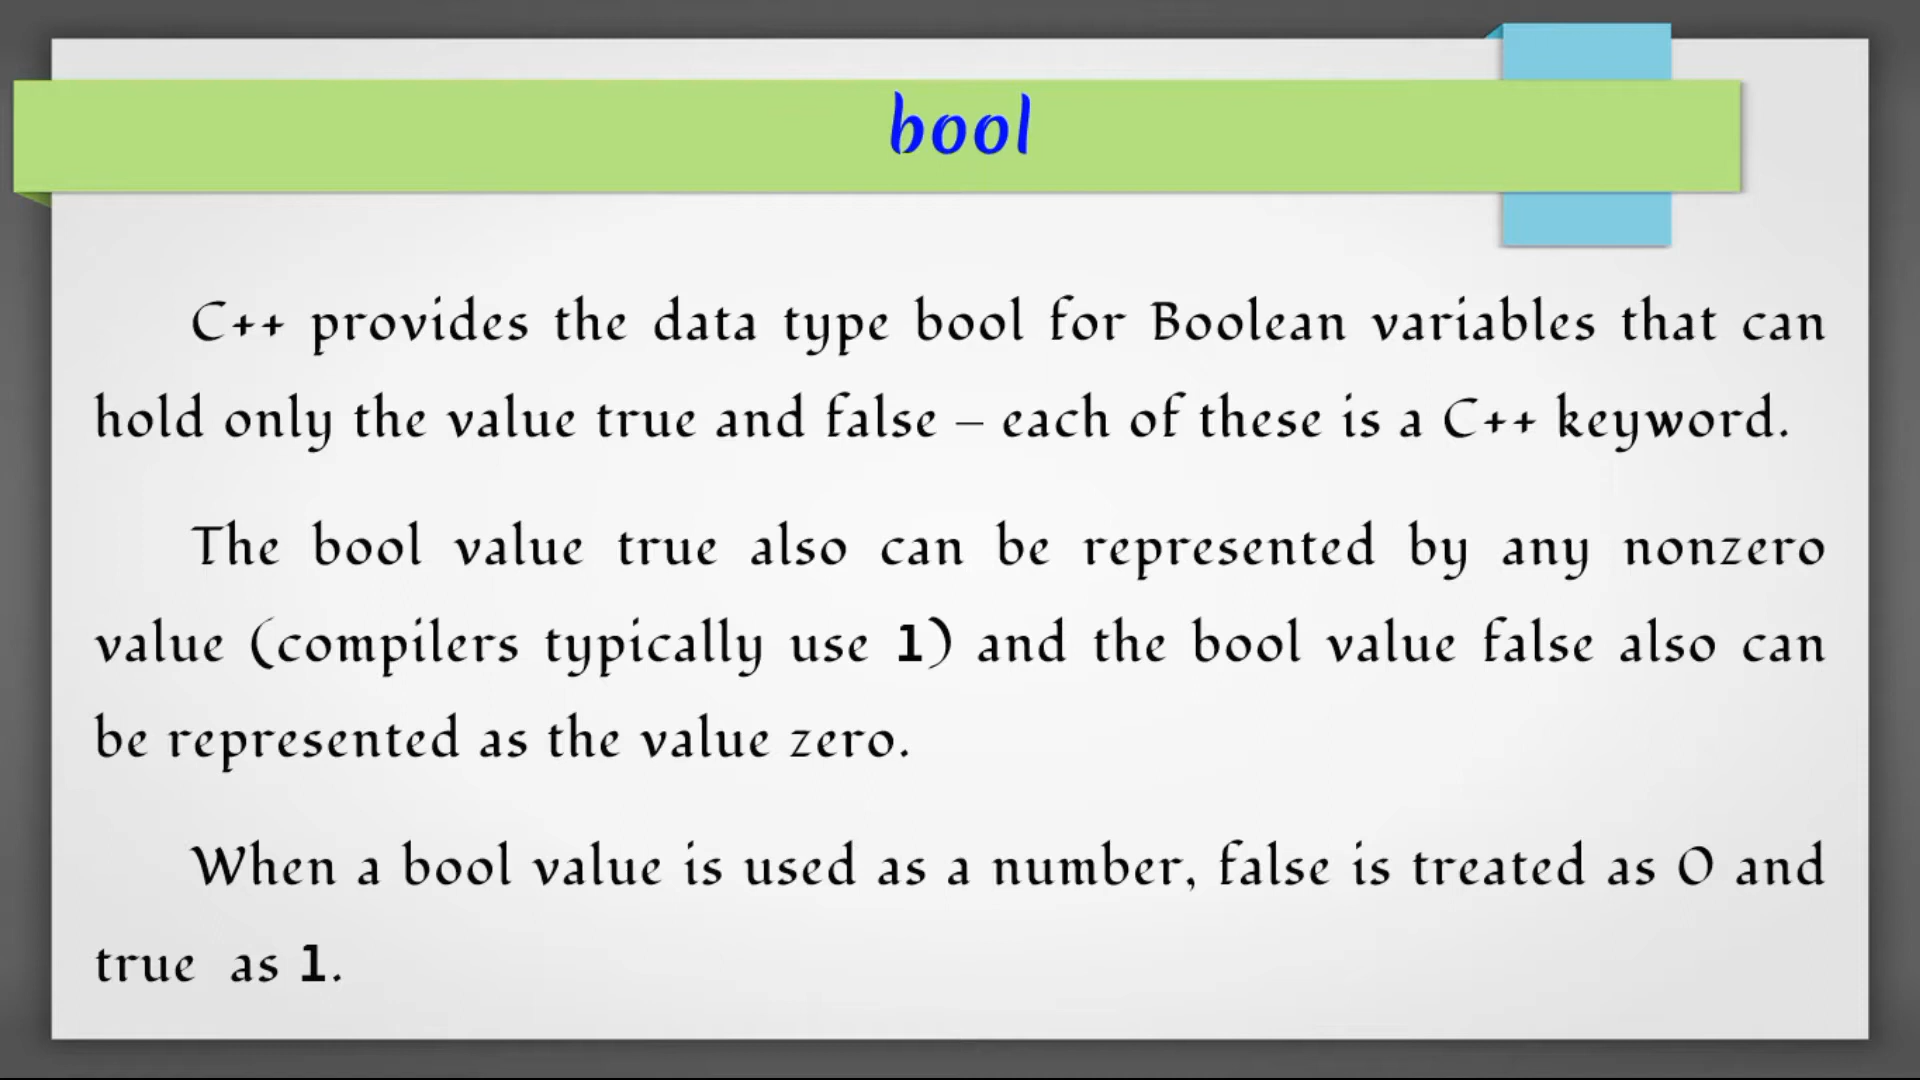 bool
C++ provides the data type bool for Boolean variables that can
hold only the value true and false – each of these is a C++ keyword.
The bool value true also can be represented by any nonzero
value (compilers typically use 1) and the bool value false also can
be represented as the value zero.
When a bool value is used as a number, false is treated as 0 and
true as 1.